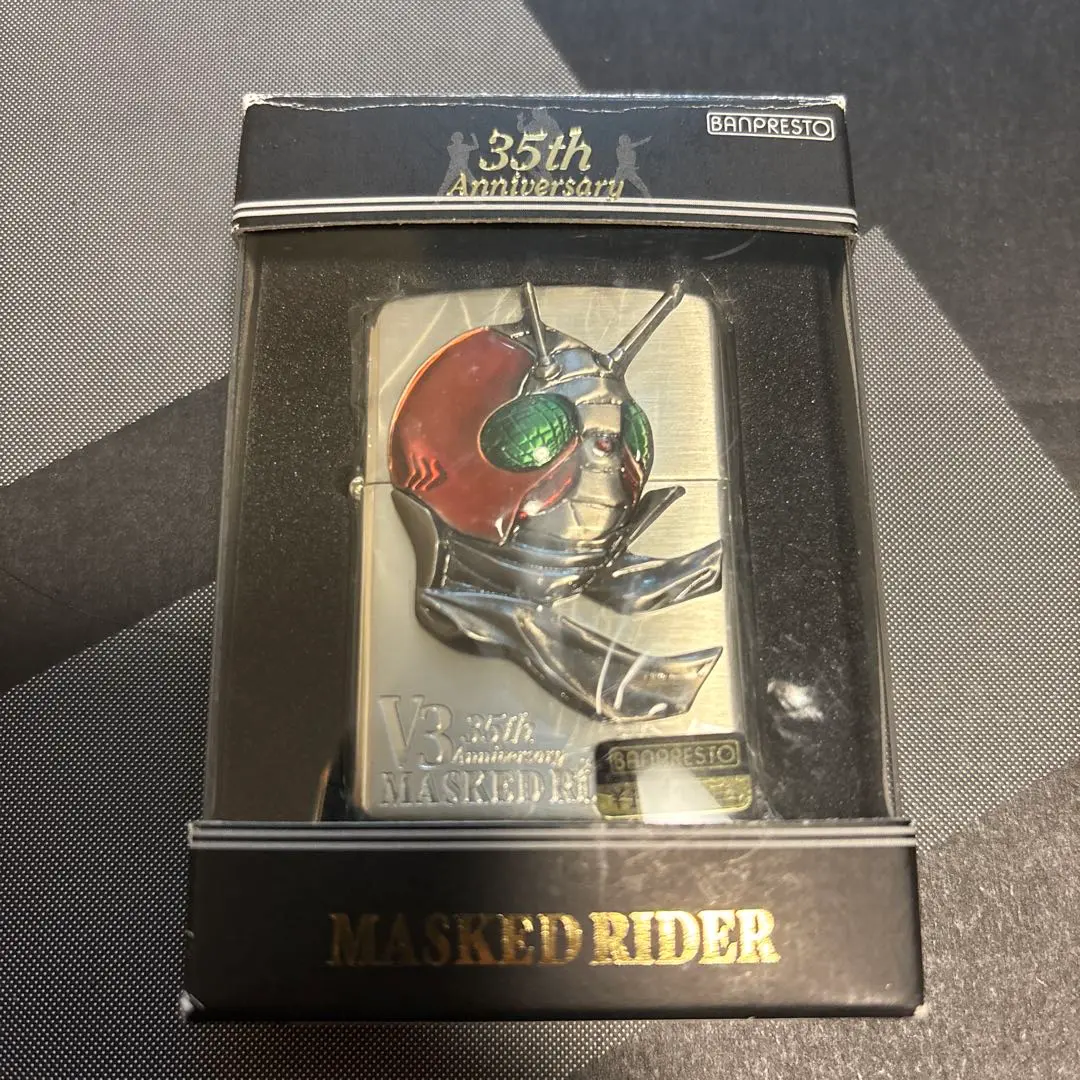 BANPRESTO
35th
Anniversary
V3 35th
Anniversary
MASKED RI
BANPRESTO
MASKED RIDER